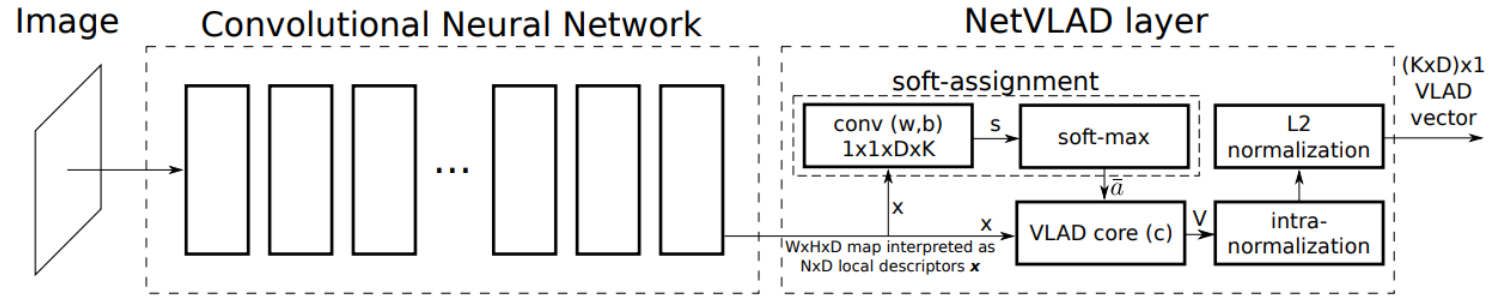 Image
Convolutional Neural Network
NetVLAD layer
...
soft-assignment
conv (w,b)
1x1xDxK
s
soft-max
L2
normalization
(KxD)x1
VLAD
vector
x
ā
x
VLAD core (c)
V
intra-
normalization
WxHxD map interpreted as
NxD local descriptors x